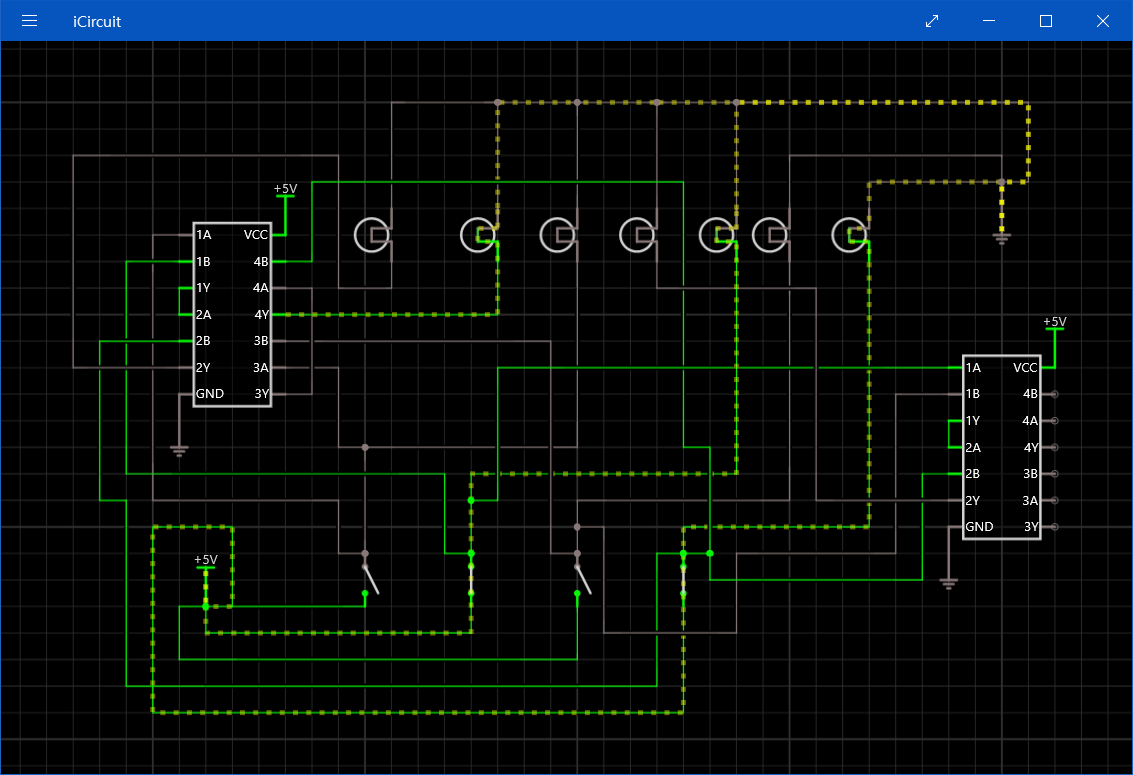 iCircuit
+5V
1A VCC
1B 4B
1Y 4A
2A 4Y
2B 3B
2Y 3A
GND 3Y
+5V
1A VCC
1B 4B
1Y 4A
2A 4Y
2B 3B
2Y 3A
GND 3Y
+5V